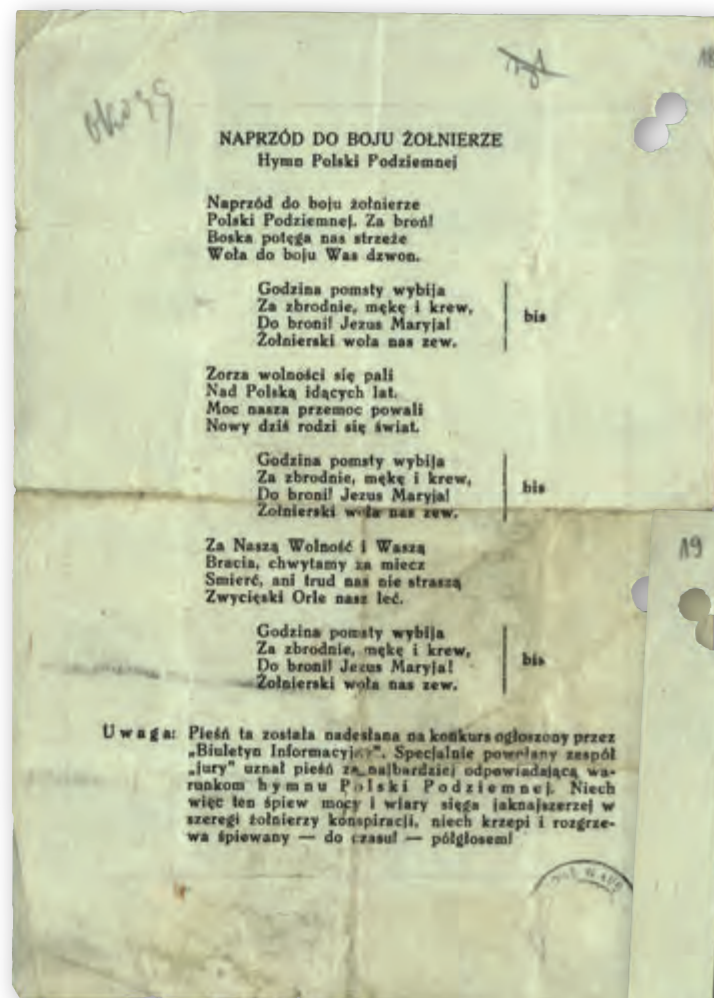 18
NAPRZÓD DO BOJU ŻOŁNIERZE
Hymn Polski Podziemnej
Naprzód do boju żołnierze
Polski Podziemnej. Za broń!
Boska potęga nas strzeże
Woła do boju Was dzwon.
Godzina pomsty wybija
Za zbrodnie, mękę i krew,
Do broni! Jezus Maryja!
Żołnierski woła nas zew.
bis
Zorza wolności się pali
Nad Polską idących lat.
Moc nasza przemoc powali
Nowy dziś rodzi się świat.
Godzina pomsty wybija
Za zbrodnie, mękę i krew,
Do broni! Jezus Maryja!
Żołnierski woła nas zew.
bis
Za Naszą Wolność i Waszą
Bracia, chwytamy za miecz
Śmierć, ani trud nas nie straszą
Zwycięski Orle nasz leć.
19
Godzina pomsty wybija
Za zbrodnie, mękę i krew,
Do broni! Jezus Maryja!
Żołnierski woła nas zew.
bis
Uwaga: Pieśń ta została nadesłana na konkurs ogłoszony przez
„Biuletyn Informacyjny". Specjalnie powołany zespół
„jury" uznał pieśń za najbardziej odpowiadającą wa-
runkom hymnu Polski Podziemnej. Niech
więc ten śpiew mocy i wiary sięga jaknajszerzej w
szeregi żołnierzy konspiracji, niech krzepi i rozgrze-
wa śpiewany — do czasu! — półgłosem!